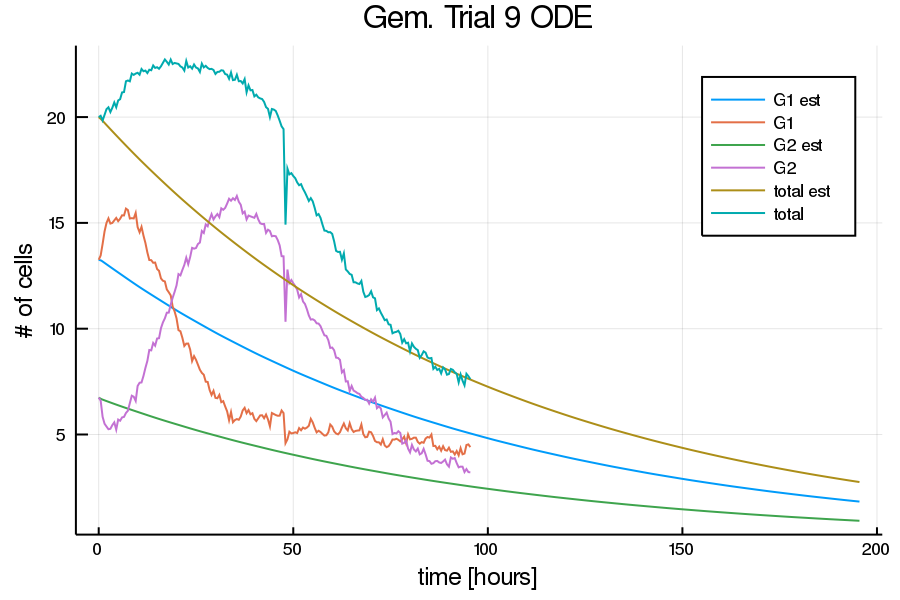 Gem. Trial 9 ODE
G1 est
G1
G2 est
G2
total est
total
# of cells
20
15
10
5
0
50
100
150
200
time [hours]